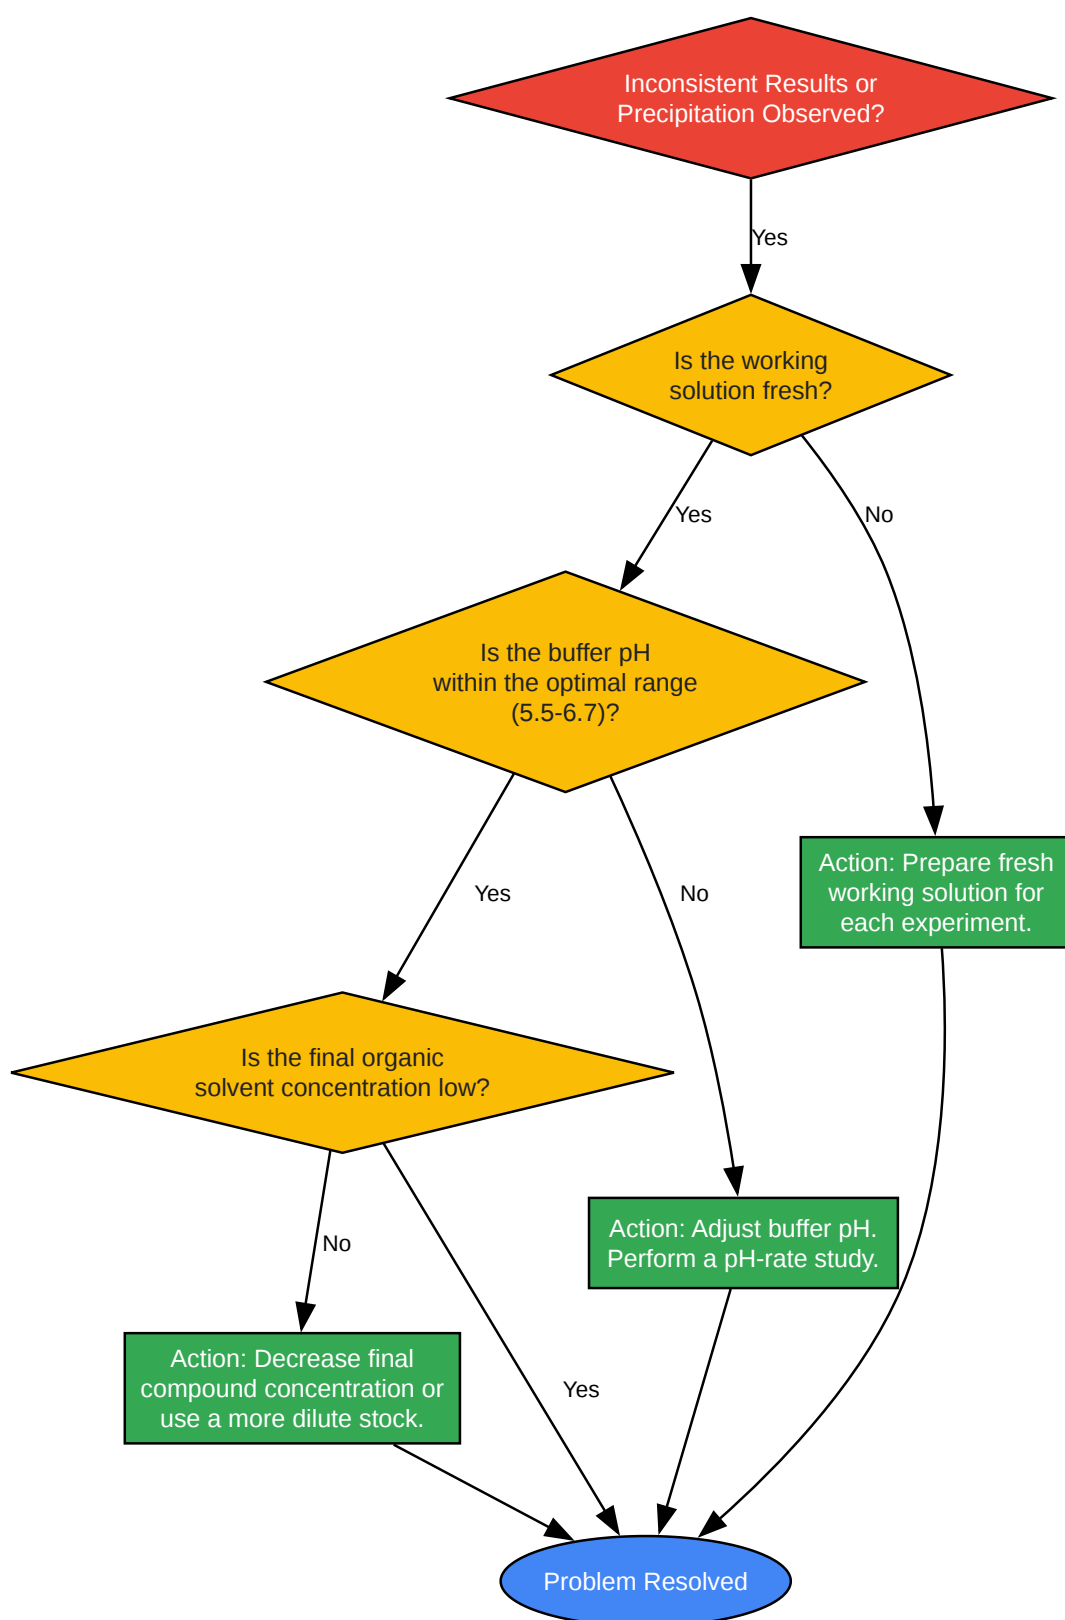 Inconsistent Results or
Precipitation Observed?
Yes
Is the working
solution fresh?
Yes
No
Is the buffer pH
within the optimal range
(5.5-6.7)?
Yes
No
Action: Prepare fresh
working solution for
each experiment.
Is the final organic
solvent concentration low?
No
Action: Adjust buffer pH.
Perform a pH-rate study.
Action: Decrease final
compound concentration or
use a more dilute stock.
Yes
Problem Resolved